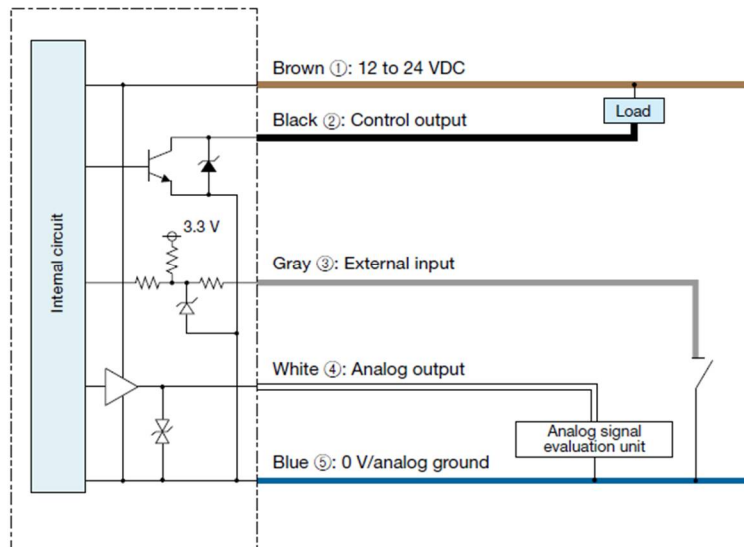 Brown ①: 12 to 24 VDC
Load
Black ②: Control output
Internal circuit
3.3 V
Gray ③: External input
White ④: Analog output
Analog signal
evaluation unit
Blue ⑤: 0 V/analog ground